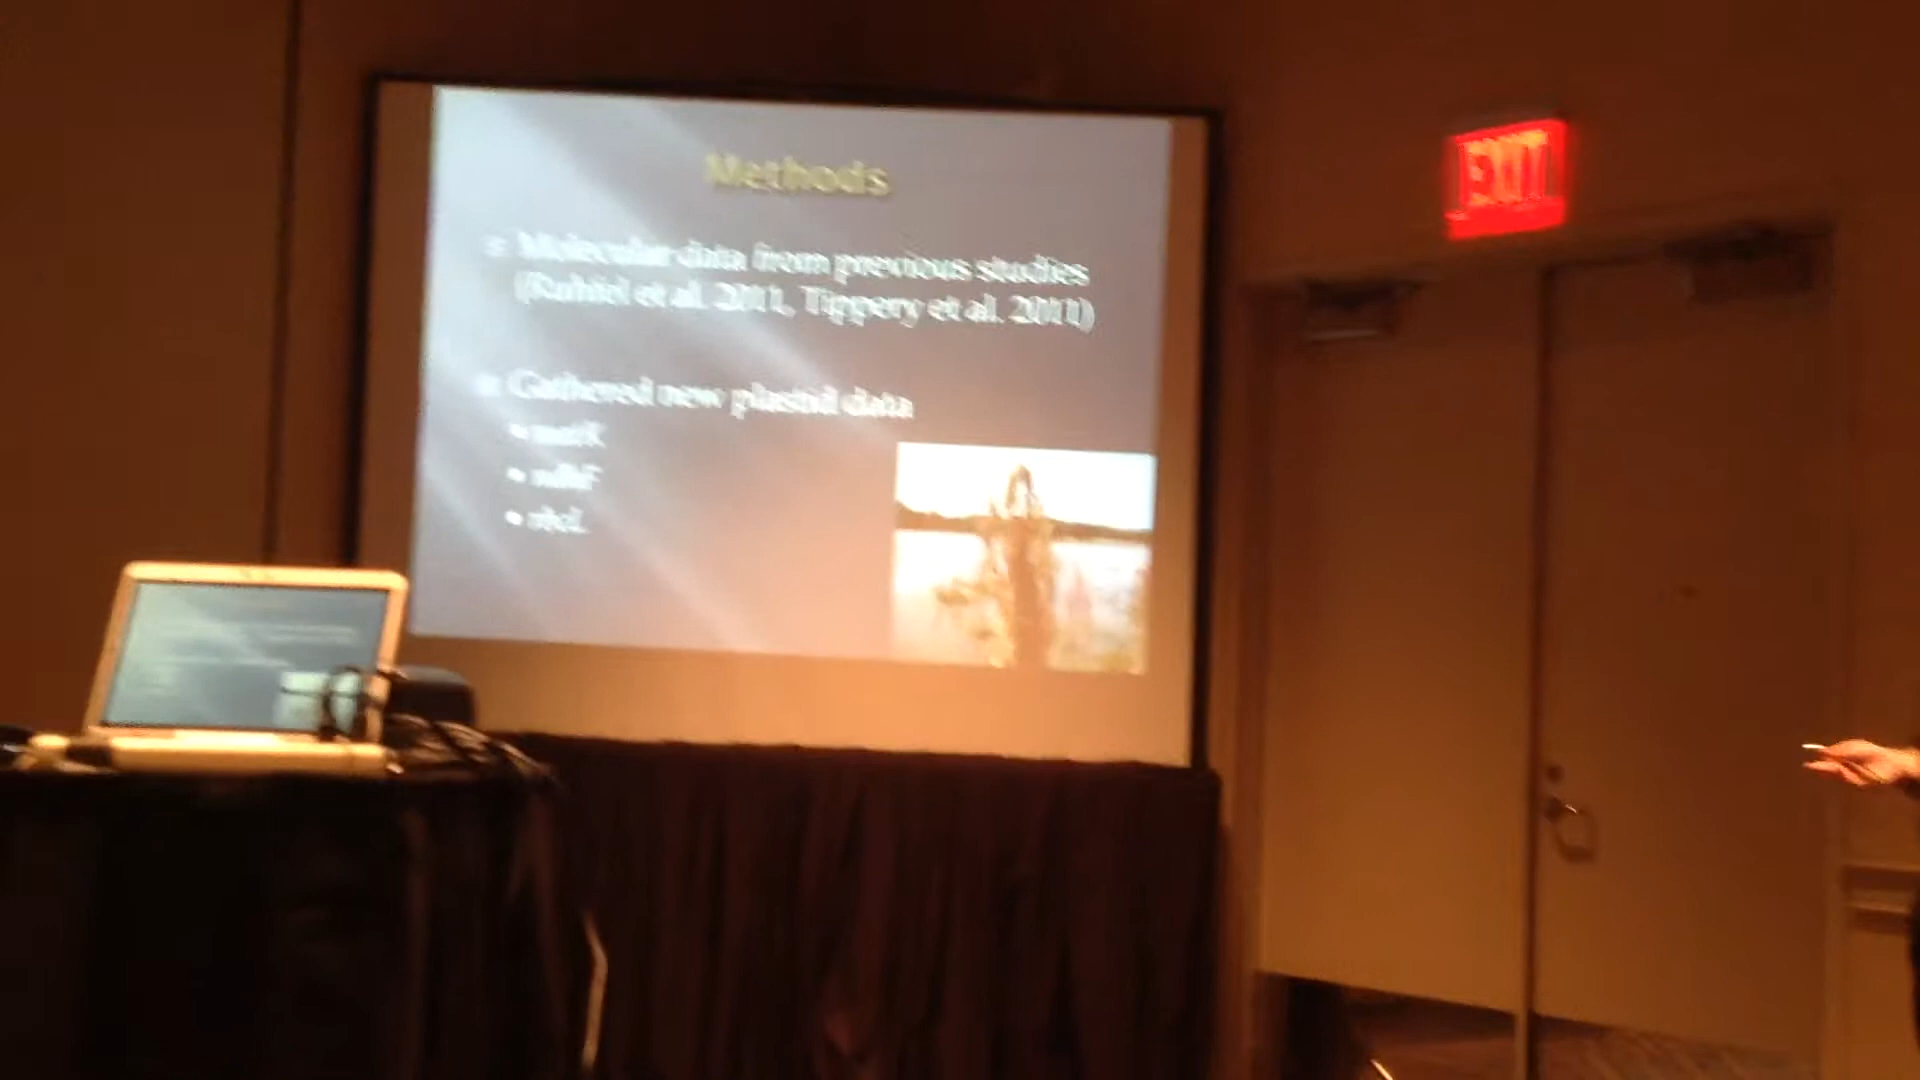 Methods
Molecular data from previous studies
et al. 2011, Tippery et al. 2011)
Gathered new plastid data
matK
ndhF
rbcL
EXIT